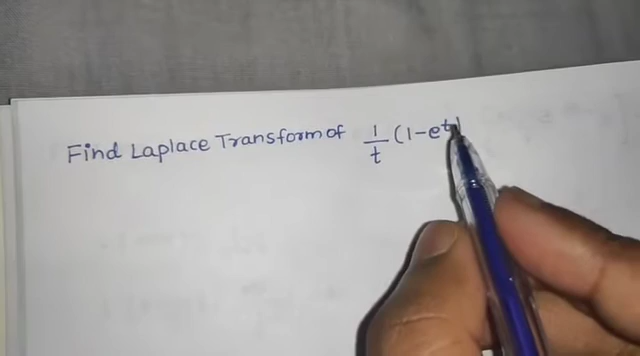 Find Laplace Transform of 1/t (1-e^t)